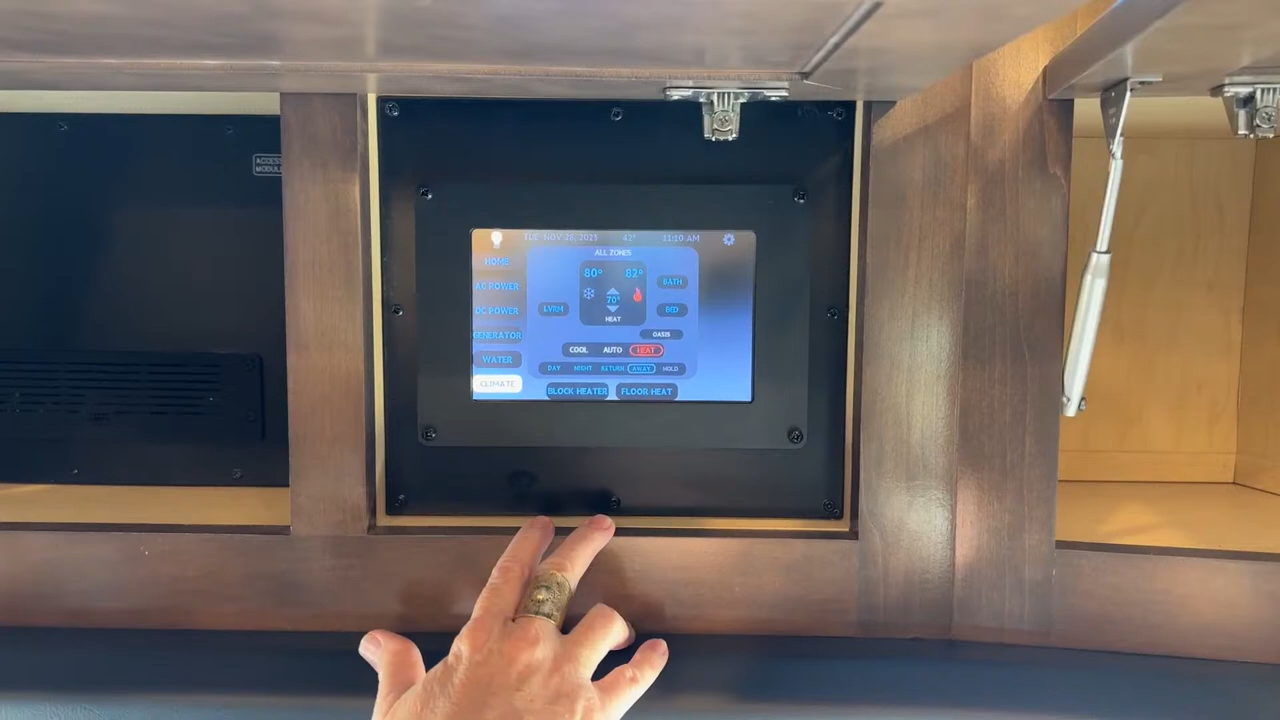 ACCESS
MODUL
TUE NOV 28, 2023 42° 11:10 AM
ALL ZONES
HOME
80° 82°
BATH
AC POWER
70°
LVRM
BED
DC POWER
HEAT
GENERATOR
OASIS
COOL AUTO HEAT
WATER
DAY NIGHT RETURN AWAY HOLD
CLIMATE
BLOCK HEATER FLOOR HEAT